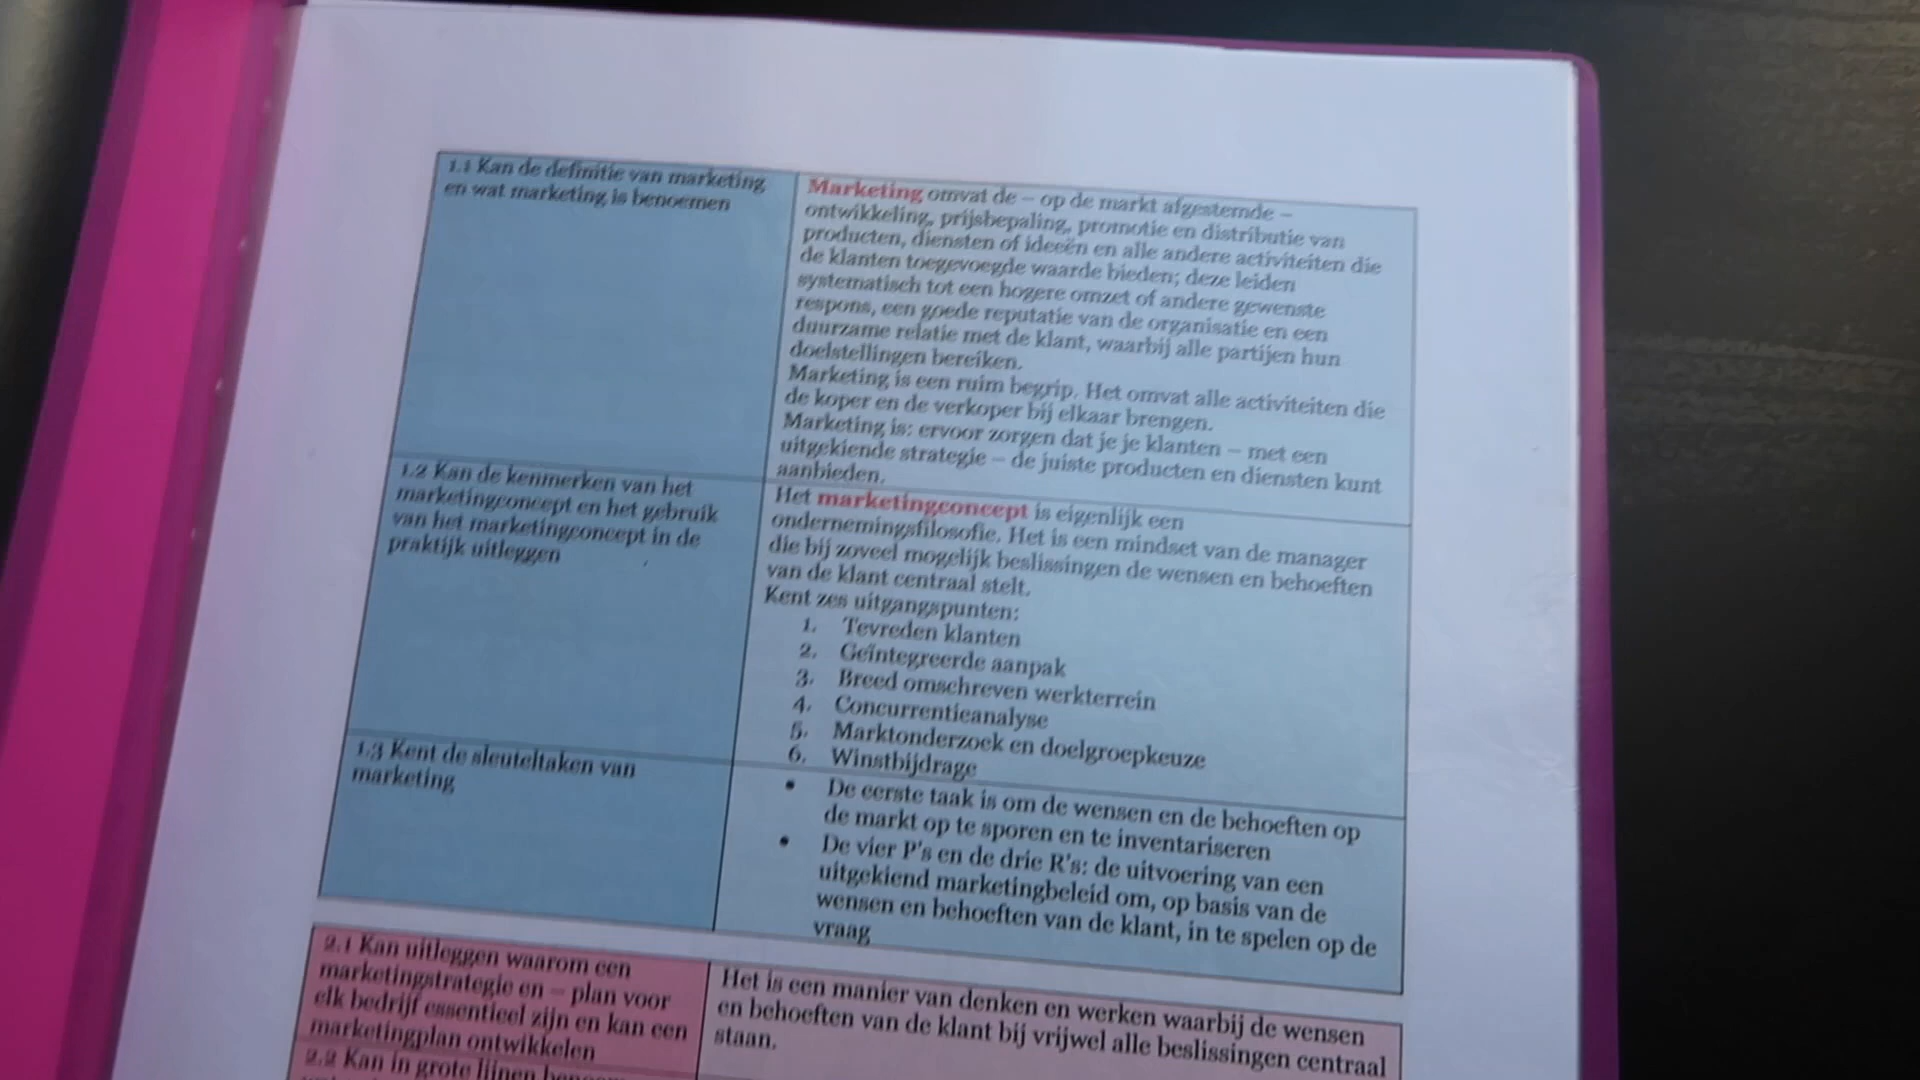 1.1 Kan de definitie van marketing
en wat marketing is benoemen
Marketing omvat de – op de markt afgestemde –
ontwikkeling, prijsbepaling, promotie en distributie van
producten, diensten of ideeën en alle andere activiteiten die
de klanten toegevoegde waarde bieden; deze leiden
systematisch tot een hogere omzet of andere gewenste
respons, een goede reputatie van de organisatie en een
duurzame relatie met de klant, waarbij alle partijen hun
doelstellingen bereiken.
Marketing is een ruim begrip. Het omvat alle activiteiten die
de koper en de verkoper bij elkaar brengen.
Marketing is: ervoor zorgen dat je je klanten – met een
uitgekiende strategie – de juiste producten en diensten kunt
aanbieden.
1.2 Kan de kenmerken van het
marketingconcept en het gebruik
van het marketingconcept in de
praktijk uitleggen
Het marketingconcept is eigenlijk een
ondernemingsfilosofie. Het is een mindset van de manager
die bij zoveel mogelijk beslissingen de wensen en behoeften
van de klant centraal stelt.
Kent zes uitgangspunten:
1. Tevreden klanten
2. Geïntegreerde aanpak
3. Breed omschreven werkterrein
4. Concurrentieanalyse
5. Marktonderzoek en doelgroepkeuze
6. Winstbijdrage
1.3 Kent de sleuteltaken van
marketing
• De eerste taak is om de wensen en de behoeften op
de markt op te sporen en te inventariseren
• De vier P's en de drie R's: de uitvoering van een
uitgekiend marketingbeleid om, op basis van de
wensen en behoeften van de klant, in te spelen op de
vraag
2.1 Kan uitleggen waarom een
marketingstrategie en – plan voor
elk bedrijf essentieel zijn en kan een
marketingplan ontwikkelen
Het is een manier van denken en werken waarbij de wensen
en behoeften van de klant bij vrijwel alle beslissingen centraal
staan.
2.2 Kan in grote lijnen